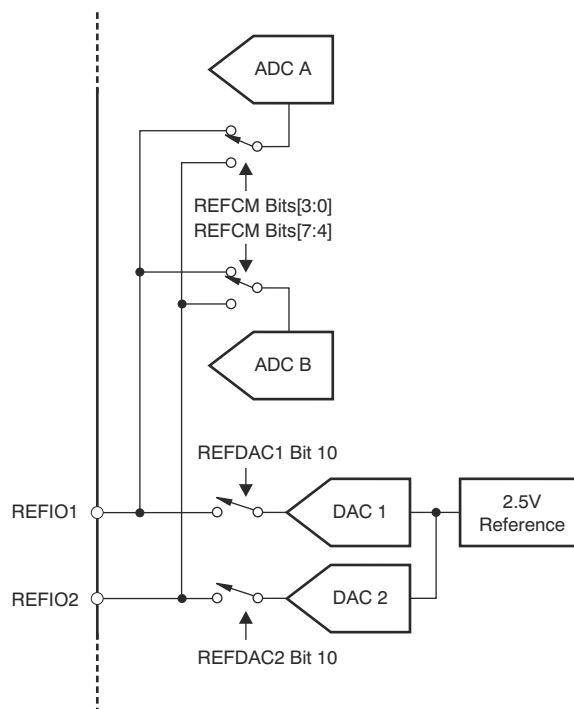 ADC A
REFCM Bits[3:0]
REFCM Bits[7:4]
ADC B
REFDAC1 Bit 10
REFIO1
DAC 1
2.5V
Reference
REFIO2
DAC 2
REFDAC2 Bit 10